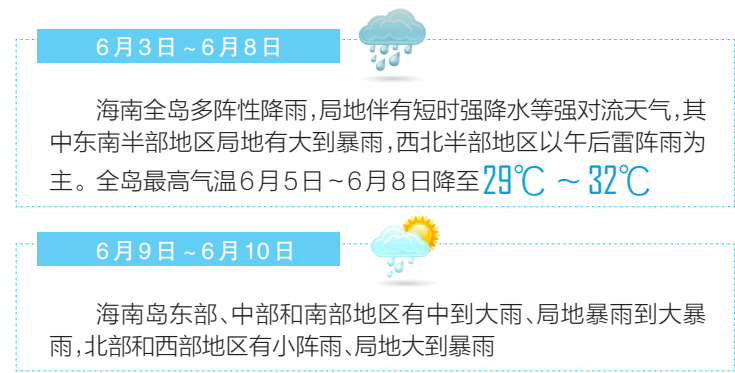 6月3日~6月8日
海南全岛多阵性降雨,局地伴有短时强降水等强对流天气,其
中东南半部地区局地有大到暴雨,西北半部地区以午后雷阵雨为
主。全岛最高气温6月5日~6月8日降至29℃ ~ 32℃
6月9日~6月10日
海南岛东部、中部和南部地区有中到大雨、局地暴雨到大暴
雨,北部和西部地区有小阵雨、局地大到暴雨